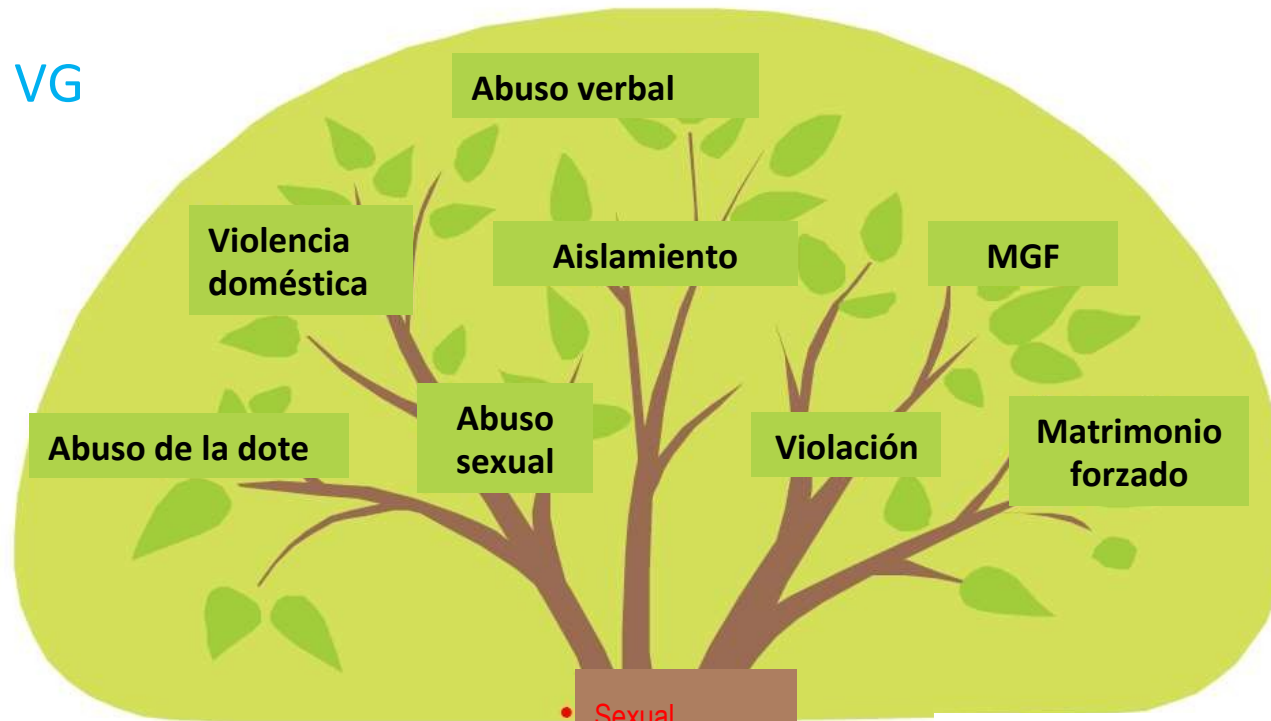 VG
Abuso verbal
Violencia
doméstica
Aislamiento
MGF
Abuso de la dote
Abuso
sexual
Violación
Matrimonio
forzado
• Sexual